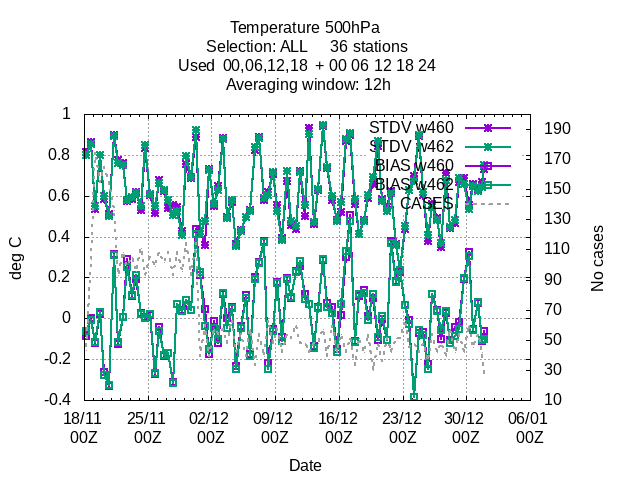 Temperature 500hPa
Selection: ALL 36 stations
Used 00,06,12,18 + 00 06 12 18 24
Averaging window: 12h
1
0.8
0.6
0.4
0.2
0
-0.2
-0.4
deg C
190
170
150
130
110
90
70
50
30
10
No cases
STDV w460
STDV w462
BIAS w460
BIAS w462
CASES
18/11 25/11 02/12 09/12 16/12 23/12 30/12 06/01
00Z 00Z 00Z 00Z 00Z 00Z 00Z 00Z
Date